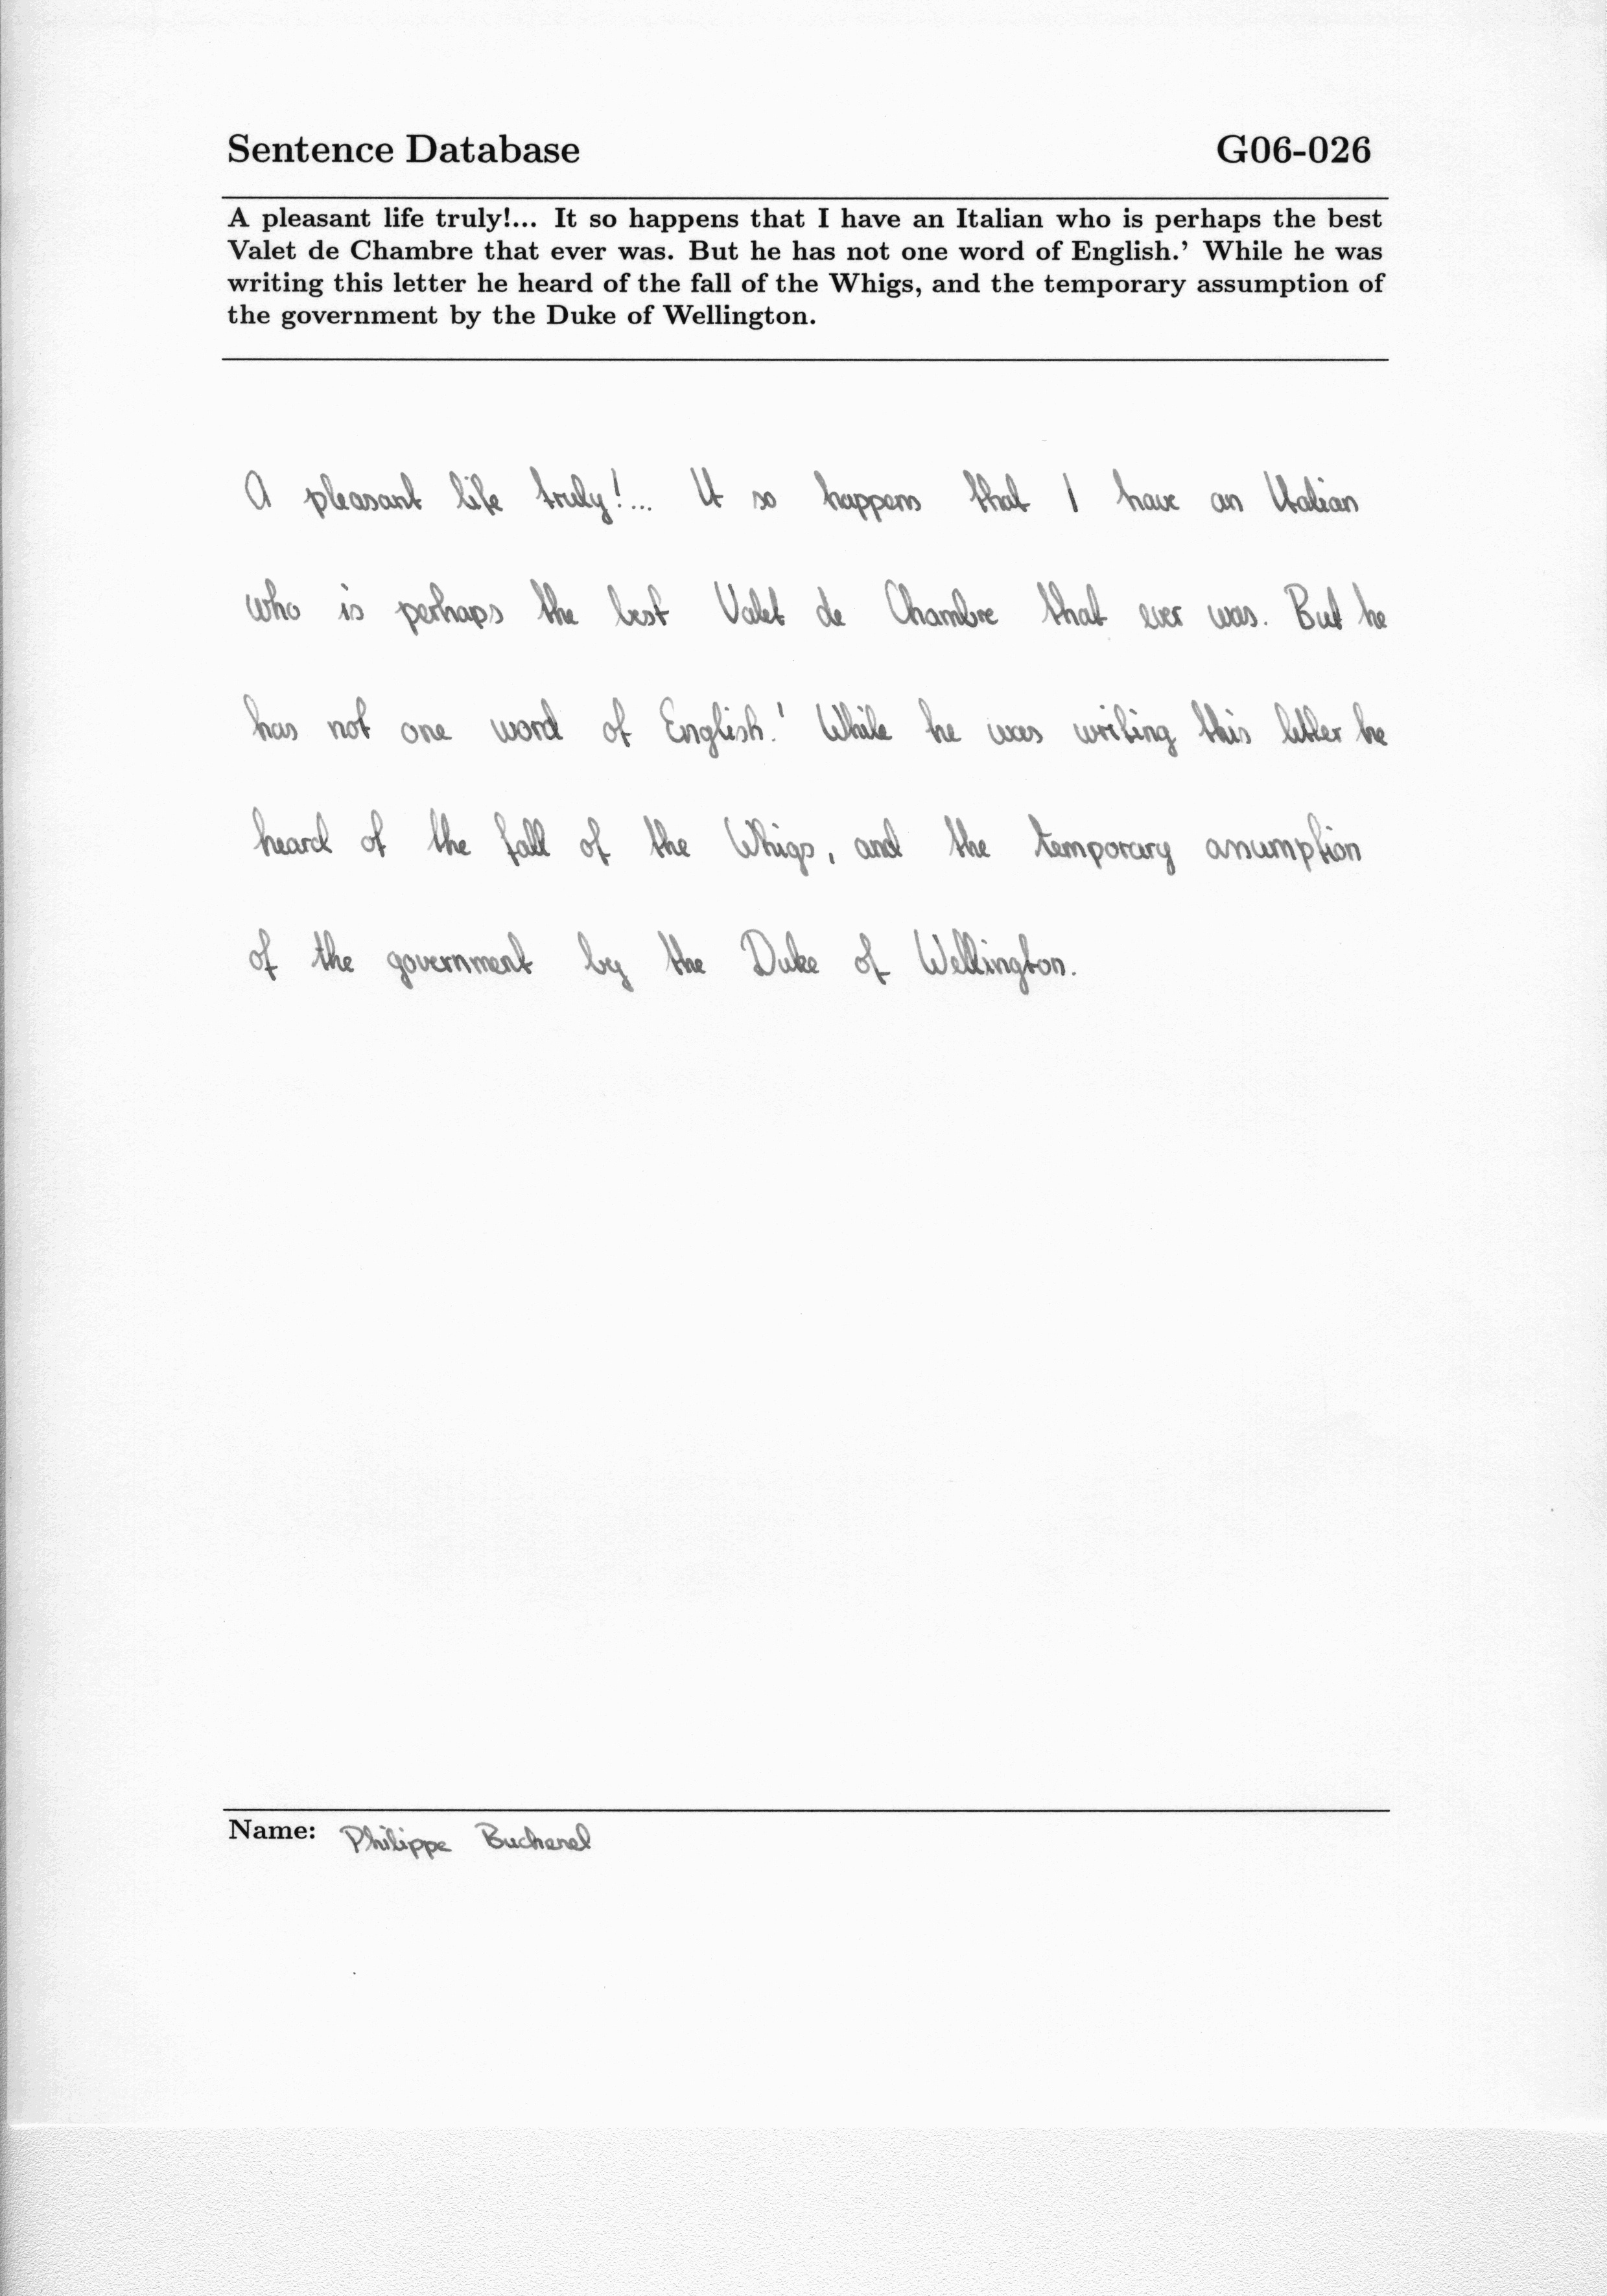 Sentence Database G06-026
A pleasant life truly!... It so happens that I have an Italian who is perhaps the best
Valet de Chambre that ever was. But he has not one word of English.' While he was
writing this letter he heard of the fall of the Whigs, and the temporary assumption of
the government by the Duke of Wellington.
A pleasant life truly!... It so happens that I have an Italian
who is perhaps the best Valet de Chambre that ever was. But he
has not one word of English.' While he was writing this letter he
heard of the fall of the Whigs, and the temporary assumption
of the government by the Duke of Wellington.
Name: Philippe Bucherel